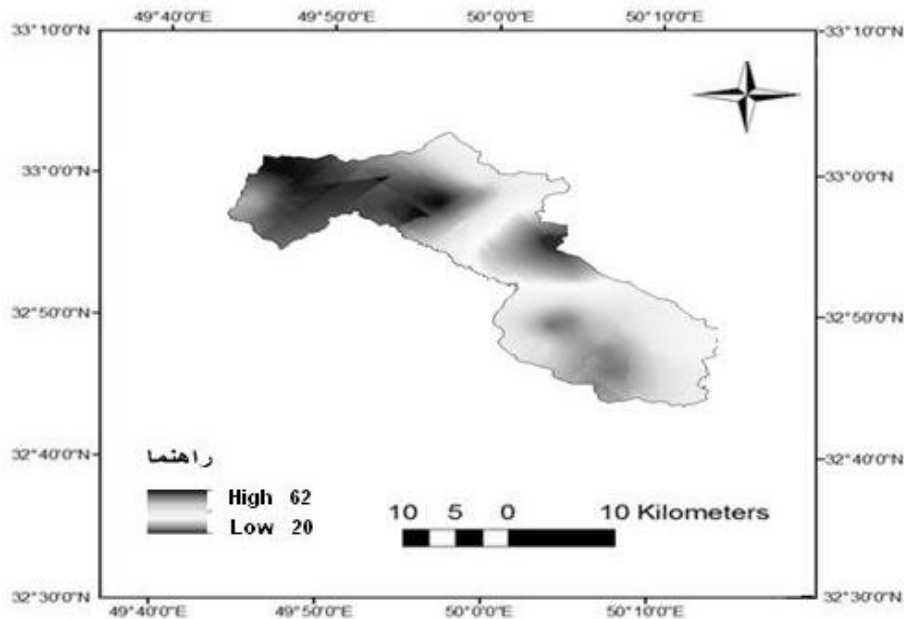 49°40'0"E 49°50'0"E 50°0'0"E 50°10'0"E
33°10'0"N 33°10'0"N
33°0'0"N 33°0'0"N
32°50'0"N 32°50'0"N
32°40'0"N 32°40'0"N
راهنما
High 62
Low 20
10 5 0 10 Kilometers
32°30'0"N 32°30'0"N
49°40'0"E 49°50'0"E 50°0'0"E 50°10'0"E